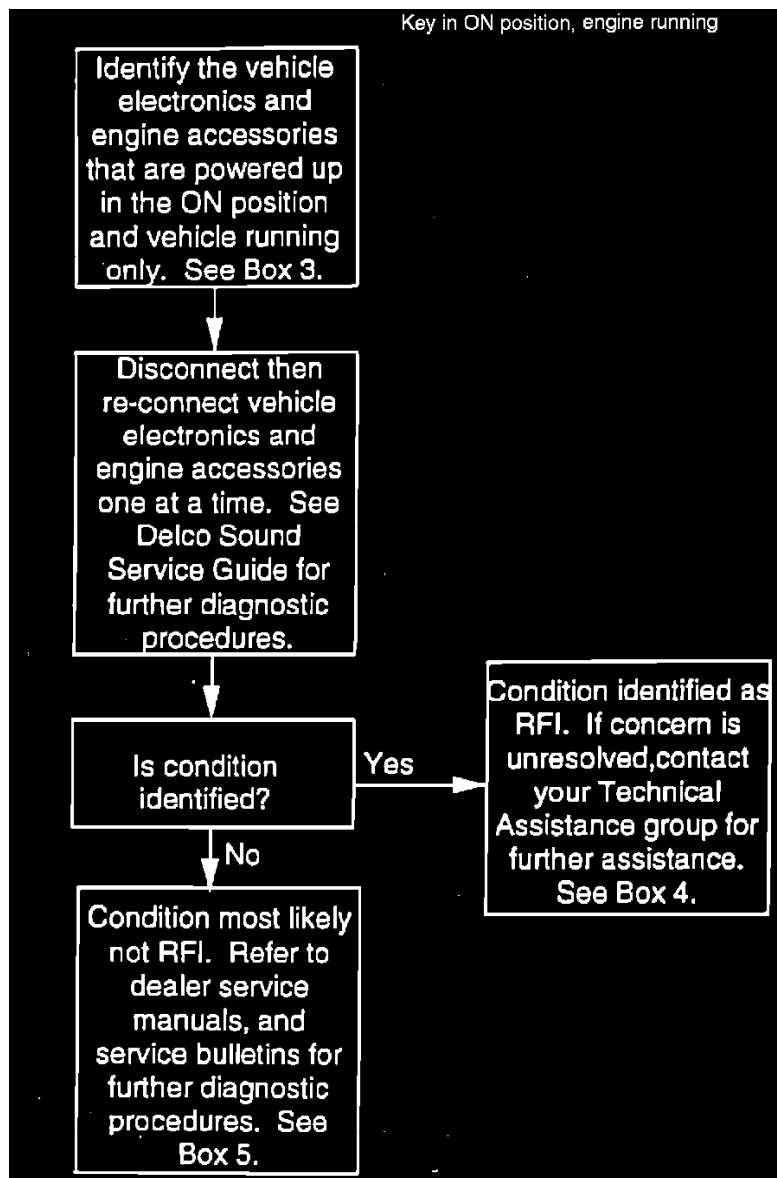 Key in ON position, engine running
Identify the vehicle
electronics and
engine accessories
that are powered up
in the ON position
and vehicle running
only. See Box 3.
Disconnect then
re-connect vehicle
electronics and
engine accessories
one at a time. See
Delco Sound
Service Guide for
further diagnostic
procedures.
Is condition
identified?
Yes
Condition identified as
RFI. If concern is
unresolved,contact
your Technical
Assistance group for
further assistance.
See Box 4.
No
Condition most likely
not RFI. Refer to
dealer service
manuals, and
service bulletins for
further diagnostic
procedures. See
Box 5.